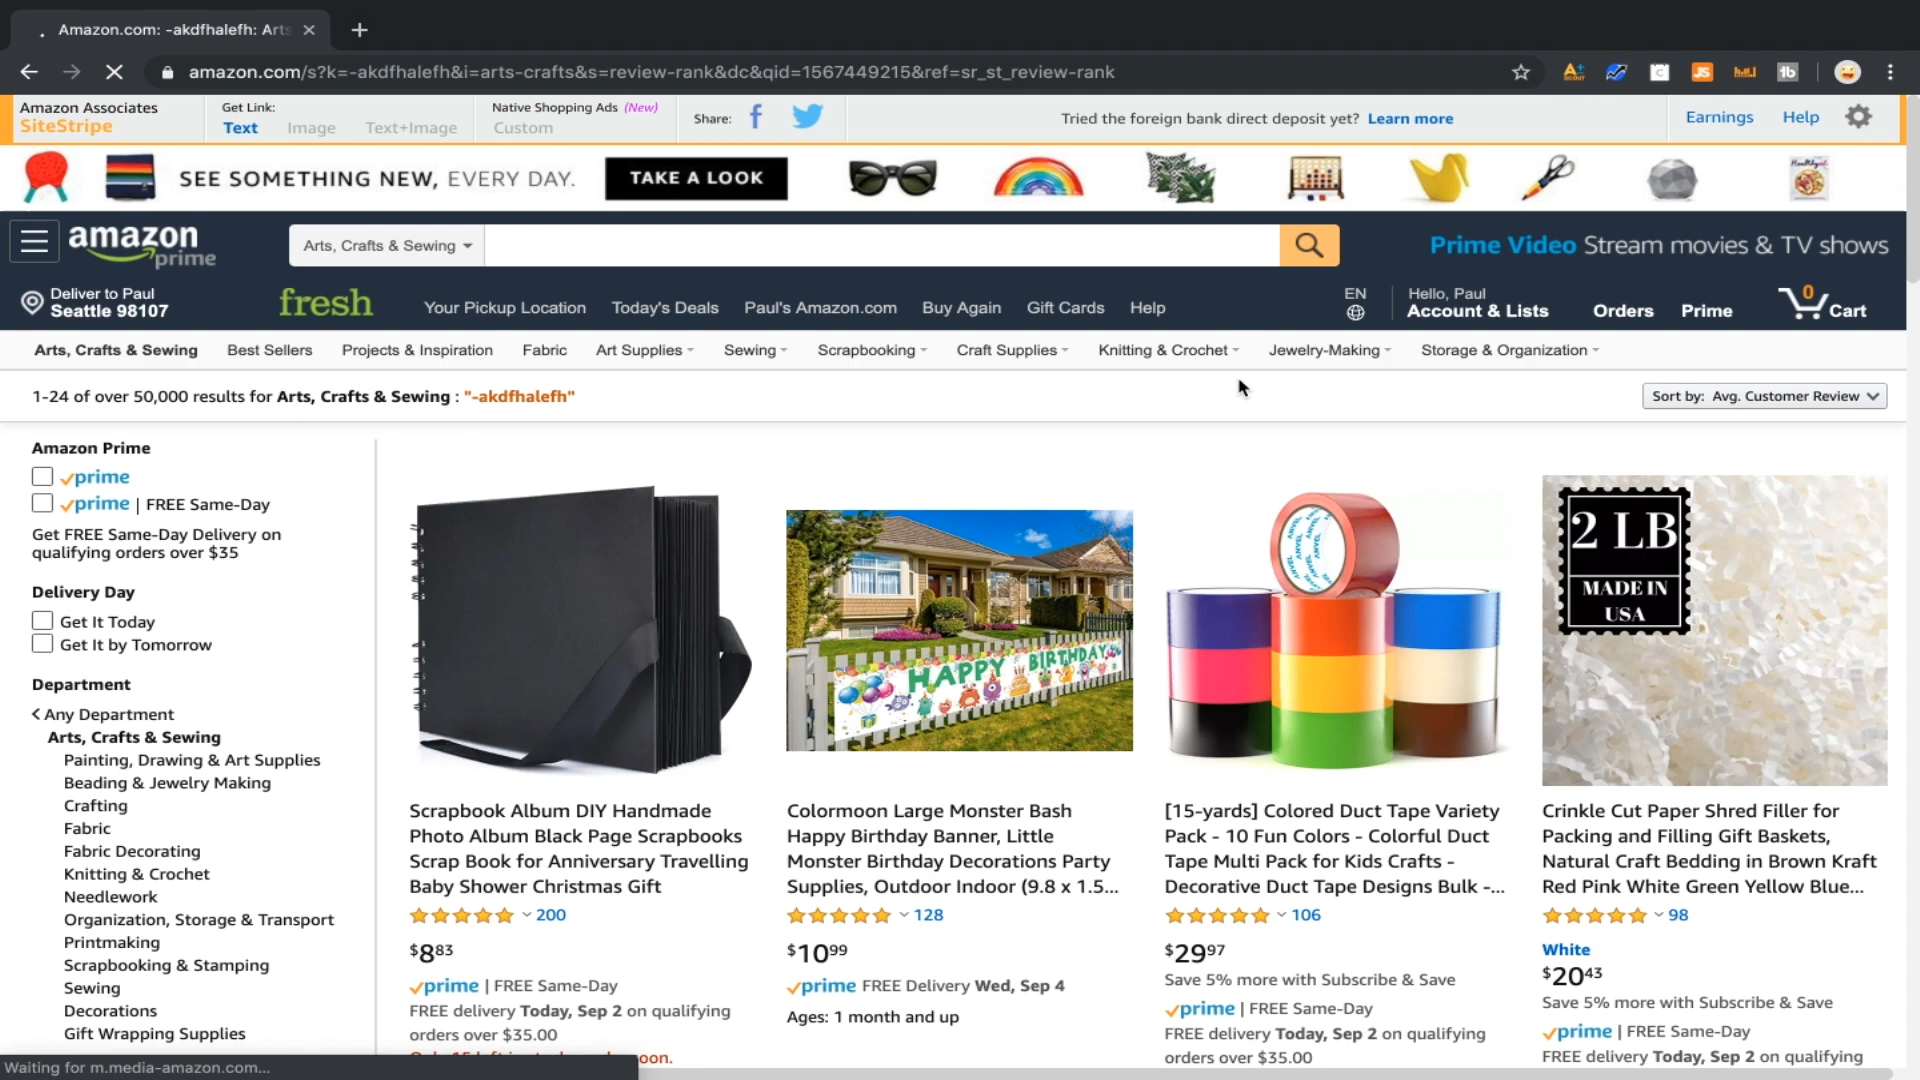 Amazon.com: -akdfhalefh: Arts
amazon.com/s?k=-akdfhalefh&i=arts-crafts&s=review-rank&dc&qid=1567449215&ref=sr_st_review-rank
Amazon Associates
SiteStripe
Get Link:
Text Image Text+Image
Native Shopping Ads (New)
Custom
Share:
Tried the foreign bank direct deposit yet? Learn more
Earnings Help
SEE SOMETHING NEW, EVERY DAY. TAKE A LOOK
amazon prime
Arts, Crafts & Sewing
Prime Video Stream movies & TV shows
Deliver to Paul
Seattle 98107
fresh
Your Pickup Location Today's Deals Paul's Amazon.com Buy Again Gift Cards Help
EN
Hello, Paul
Account & Lists
Orders
Prime
0
Cart
Arts, Crafts & Sewing Best Sellers Projects & Inspiration Fabric Art Supplies Sewing Scrapbooking Craft Supplies Knitting & Crochet Jewelry-Making Storage & Organization
1-24 of over 50,000 results for Arts, Crafts & Sewing : "-akdfhalefh"
Sort by: Avg. Customer Review
Amazon Prime
prime
prime | FREE Same-Day
Get FREE Same-Day Delivery on
qualifying orders over $35
Delivery Day
Get It Today
Get It by Tomorrow
Department
Any Department
Arts, Crafts & Sewing
Painting, Drawing & Art Supplies
Beading & Jewelry Making
Crafting
Fabric
Fabric Decorating
Knitting & Crochet
Needlework
Organization, Storage & Transport
Printmaking
Scrapbooking & Stamping
Sewing
Decorations
Gift Wrapping Supplies
Scrapbook Album DIY Handmade
Photo Album Black Page Scrapbooks
Scrap Book for Anniversary Travelling
Baby Shower Christmas Gift
200
$8.83
prime | FREE Same-Day
FREE delivery Today, Sep 2 on qualifying
orders over $35.00
HAPPY BIRTHDAY
Colormoon Large Monster Bash
Happy Birthday Banner, Little
Monster Birthday Decorations Party
Supplies, Outdoor Indoor (9.8 x 1.5...
128
$10.99
prime FREE Delivery Wed, Sep 4
Ages: 1 month and up
ANVEL
[15-yards] Colored Duct Tape Variety
Pack - 10 Fun Colors - Colorful Duct
Tape Multi Pack for Kids Crafts -
Decorative Duct Tape Designs Bulk -...
106
$29.97
Save 5% more with Subscribe & Save
prime | FREE Same-Day
FREE delivery Today, Sep 2 on qualifying
orders over $35.00
2 LB
MADE IN
USA
Crinkle Cut Paper Shred Filler for
Packing and Filling Gift Baskets,
Natural Craft Bedding in Brown Kraft
Red Pink White Green Yellow Blue...
98
White
$20.43
Save 5% more with Subscribe & Save
prime | FREE Same-Day
FREE delivery Today, Sep 2 on qualifying
Waiting for m.media-amazon.com...